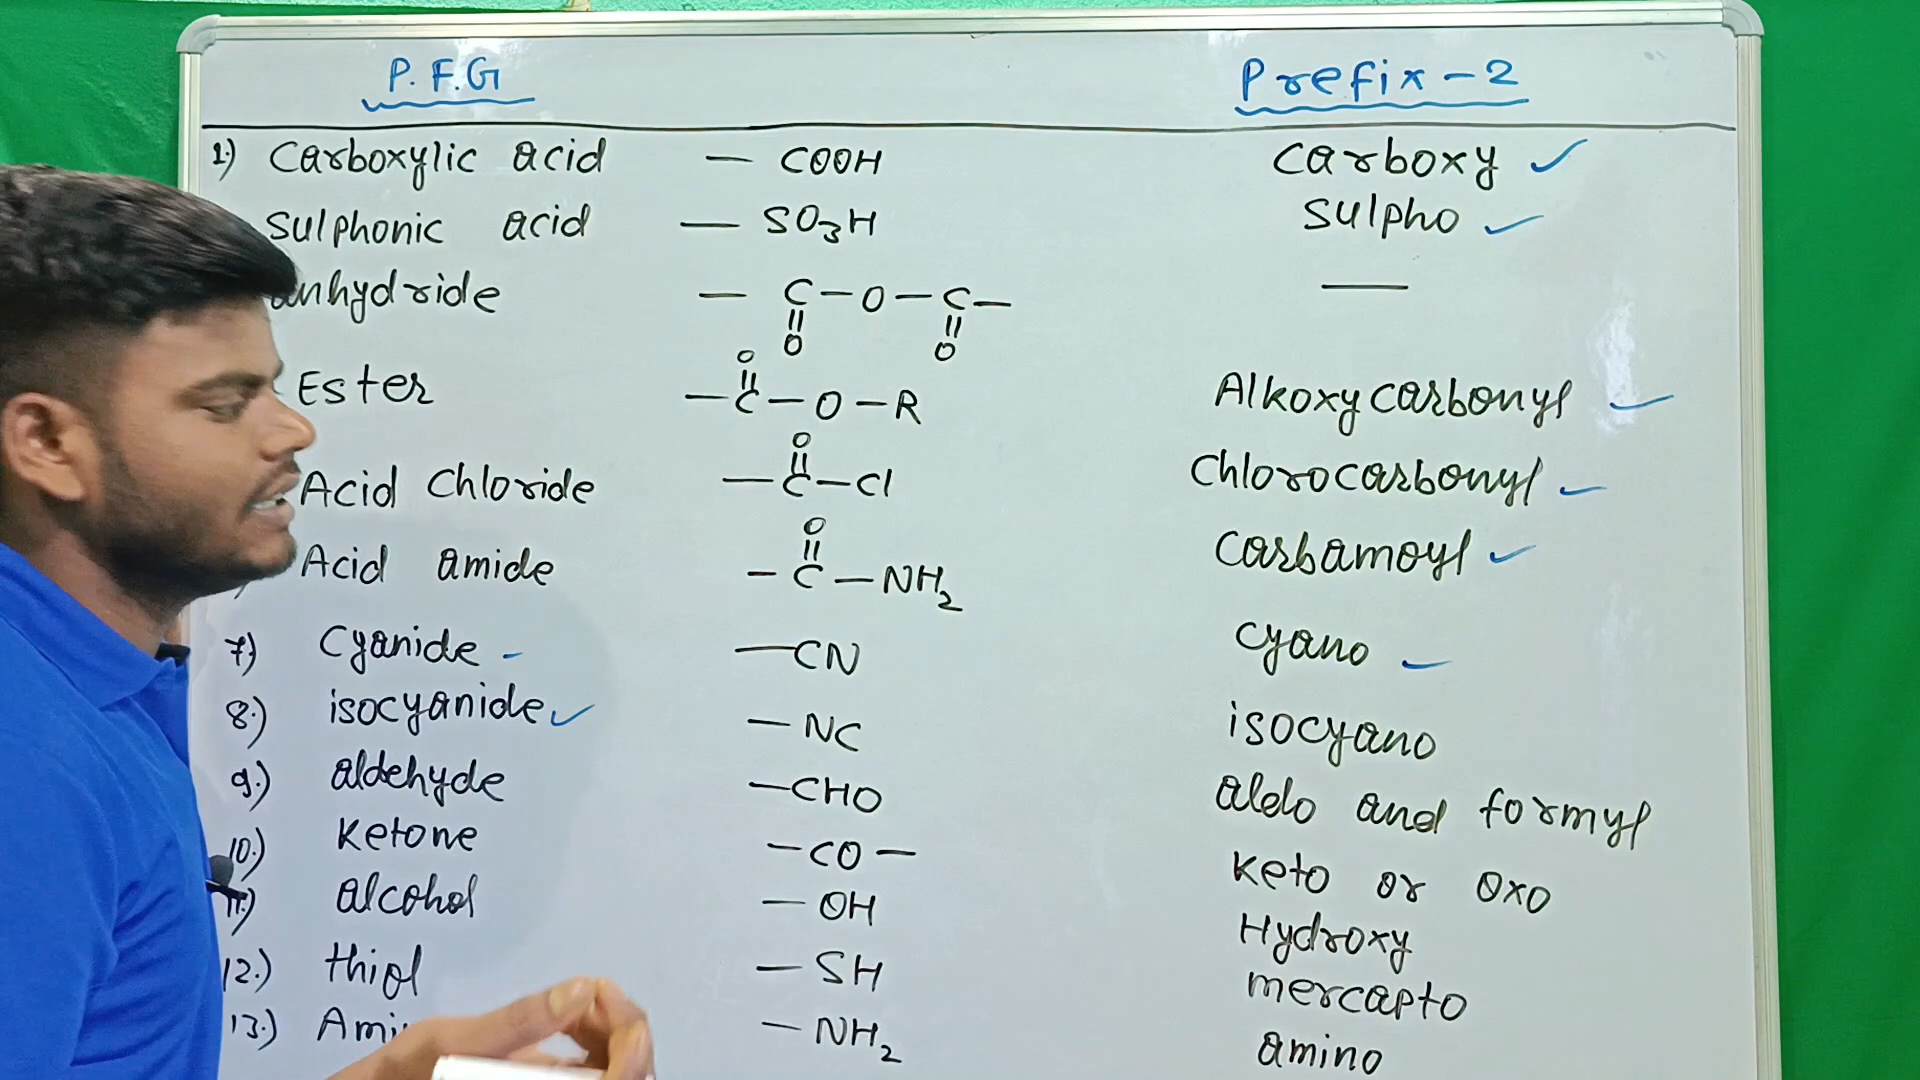 P.F.G Prefix-2
1.) Carboxylic acid — COOH Carboxy ✓
Sulphonic acid — SO₃H Sulpho ✓
anhydride — C — O — C — —
|| ||
O O
O
||
Ester — C — O — R Alkoxycarbonyl
O
||
Acid Chloride — C — Cl Chlorocarbonyl
O
||
Acid amide — C — NH₂ Carbamoyl
7.) Cyanide - — CN Cyano
8.) isocyanide ✓ — NC isocyano
9.) aldehyde — CHO aldo and formyl
10.) Ketone — CO — Keto or oxo
11.) alcohol — OH Hydroxy
12.) thiol — SH mercapto
13.) — NH₂ amino